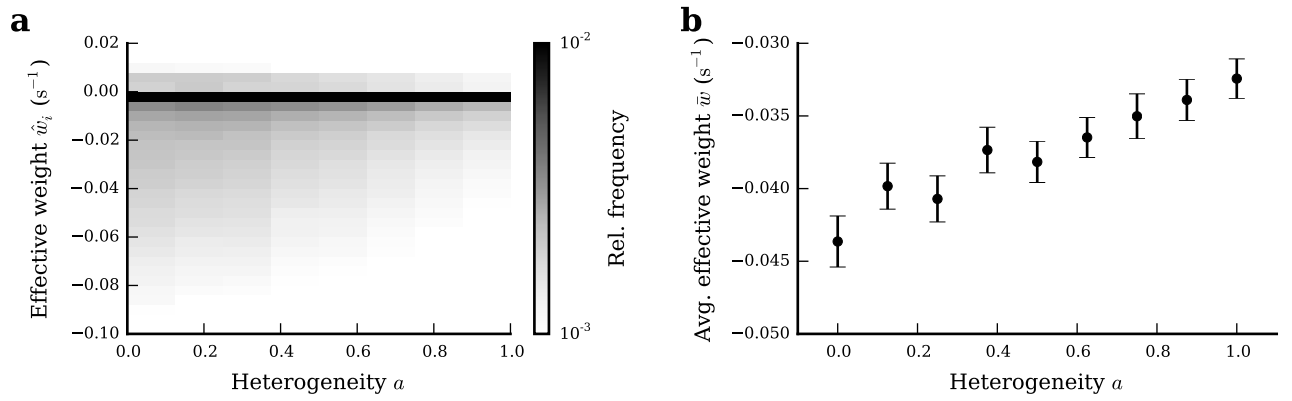 a
0.02
0.00
−0.02
−0.04
−0.06
−0.08
−0.10
Effective weight ŵᵢ (s⁻¹)
0.0 0.2 0.4 0.6 0.8 1.0
Heterogeneity a
10⁻²
10⁻³
Rel. frequency
b
−0.030
−0.035
−0.040
−0.045
−0.050
Avg. effective weight w̄ (s⁻¹)
0.0 0.2 0.4 0.6 0.8 1.0
Heterogeneity a